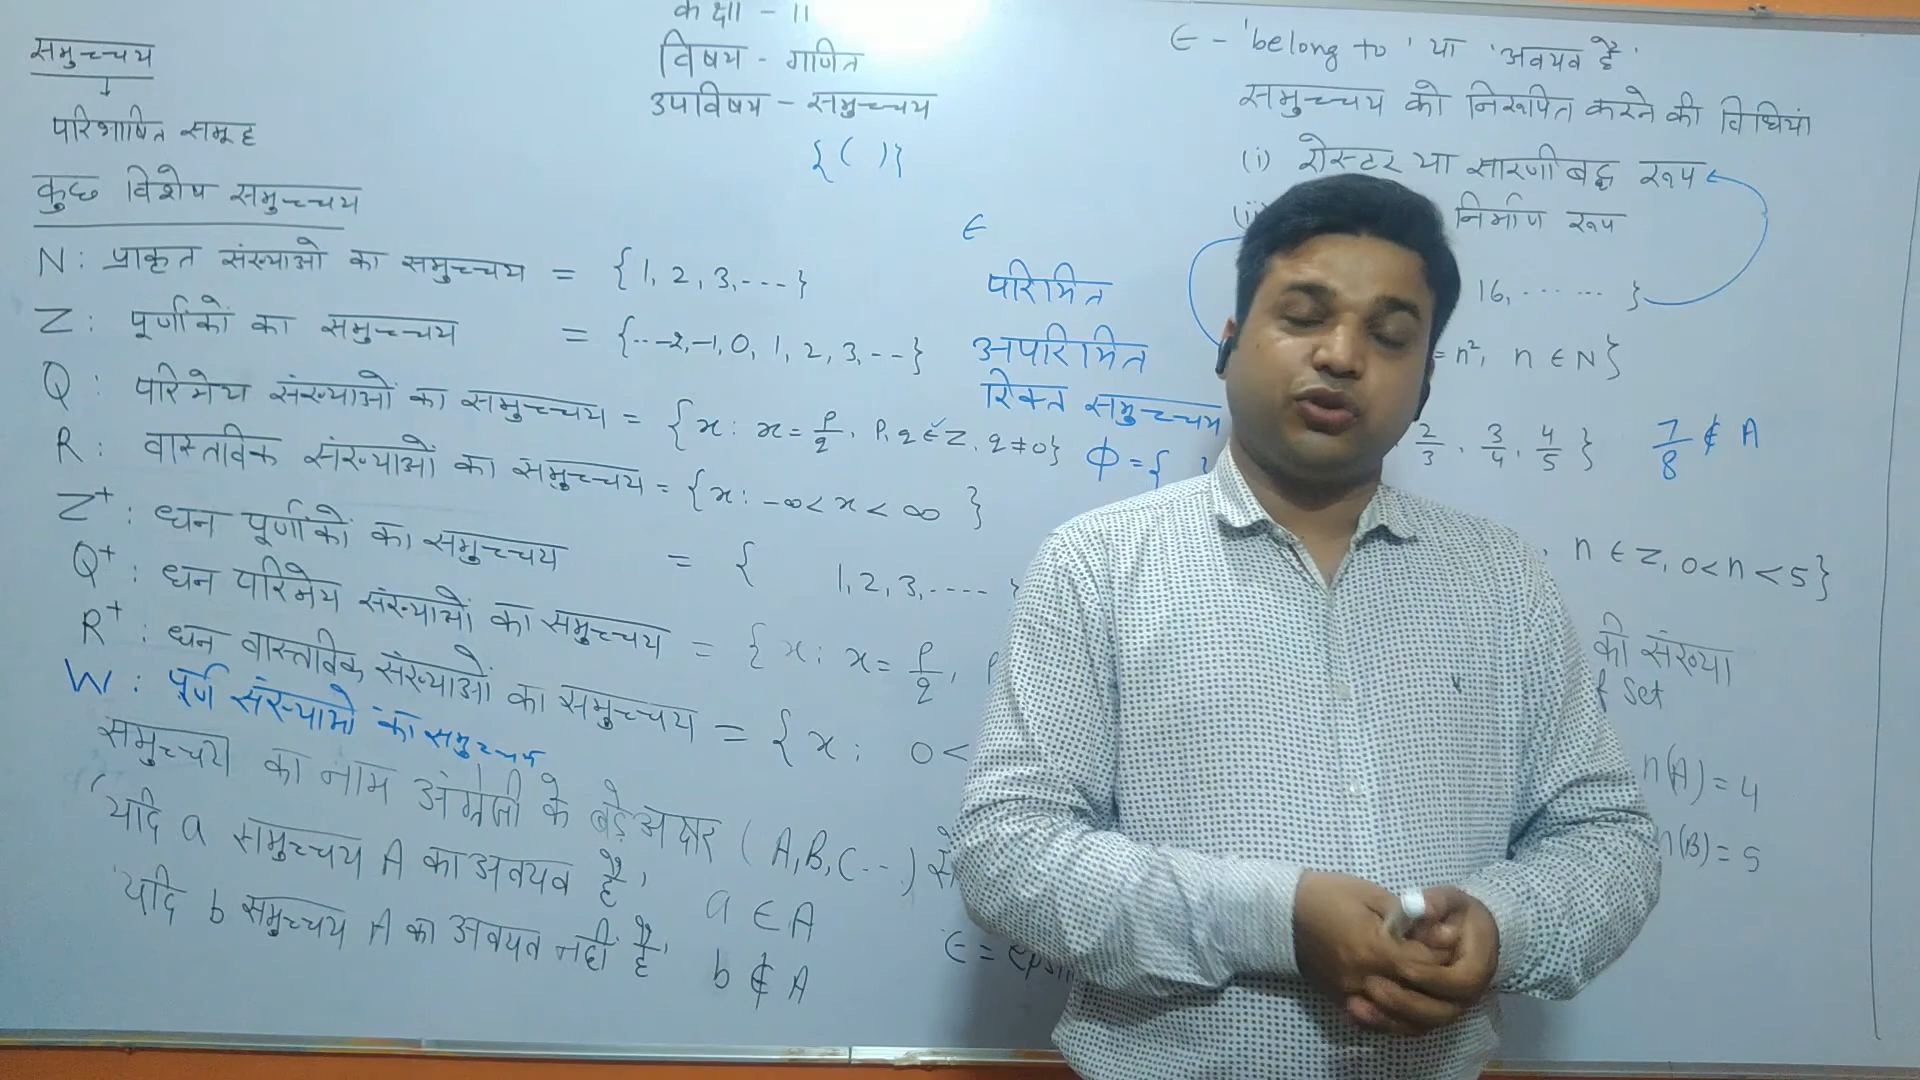 कक्षा - 11
विषय - गणित
उपविषय - समुच्चय
{ ( ) }
समुच्चय
↓
परिभाषित समूह
कुछ विशेष समुच्चय
N : प्राकृत संख्याओं का समुच्चय = {1, 2, 3, ---}
Z : पूर्णांकों का समुच्चय = {.. -2, -1, 0, 1, 2, 3, --}
Q : परिमेय संख्याओं का समुच्चय = {x : x = p/q, p, q ∈ Z, q ≠ 0}
R : वास्तविक संख्याओं का समुच्चय = {x : -∞ < x < ∞ }
Z⁺ : धन पूर्णांकों का समुच्चय = { 1, 2, 3, ----
Q⁺ : धन परिमेय संख्याओं का समुच्चय = {x : x = p/q, p
R⁺ : धन वास्तविक संख्याओं का समुच्चय = {x : 0 <
W : पूर्ण संख्याओं का समुच्चय
समुच्चय का नाम अंग्रेजी के बड़े अक्षर (A, B, C --) से
'यदि a समुच्चय A का अवयव है' a ∈ A
'यदि b समुच्चय A का अवयव नहीं है' b ∉ A
∈
परिमित
अपरिमित
रिक्त समुच्चय
ϕ = {
∈ - 'belong to' या 'अवयव है'
समुच्चय को निरूपित करने की विधियां
(i) रोस्टर या सारणीबद्ध रूप
निर्माण रूप
16, ...... }
= n², n ∈ N}
2/3, 3/4, 4/5 } 7/8 ∉ A
, n ∈ Z, 0 < n < 5}
की संख्या
f Set
n(A) = 4
n(B) = 5
∈ = epsil